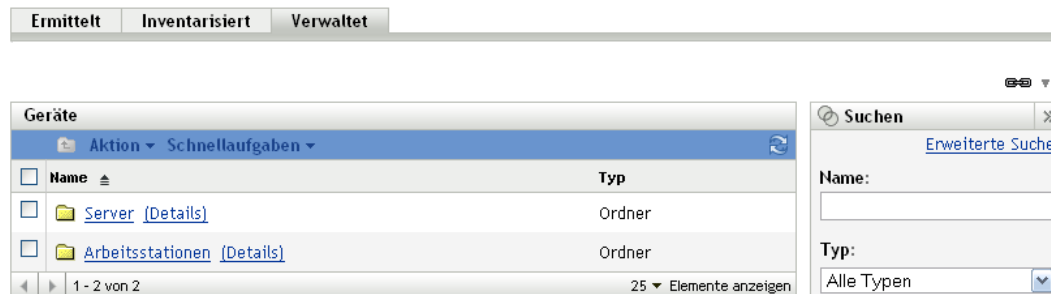 Ermittelt Inventarisiert Verwaltet
Geräte
Aktion Schnellaufgaben
Name Typ
Server (Details) Ordner
Arbeitsstationen (Details) Ordner
1 - 2 von 2 25 Elemente anzeigen
Suchen
Erweiterte Suche
Name:
Typ:
Alle Typen